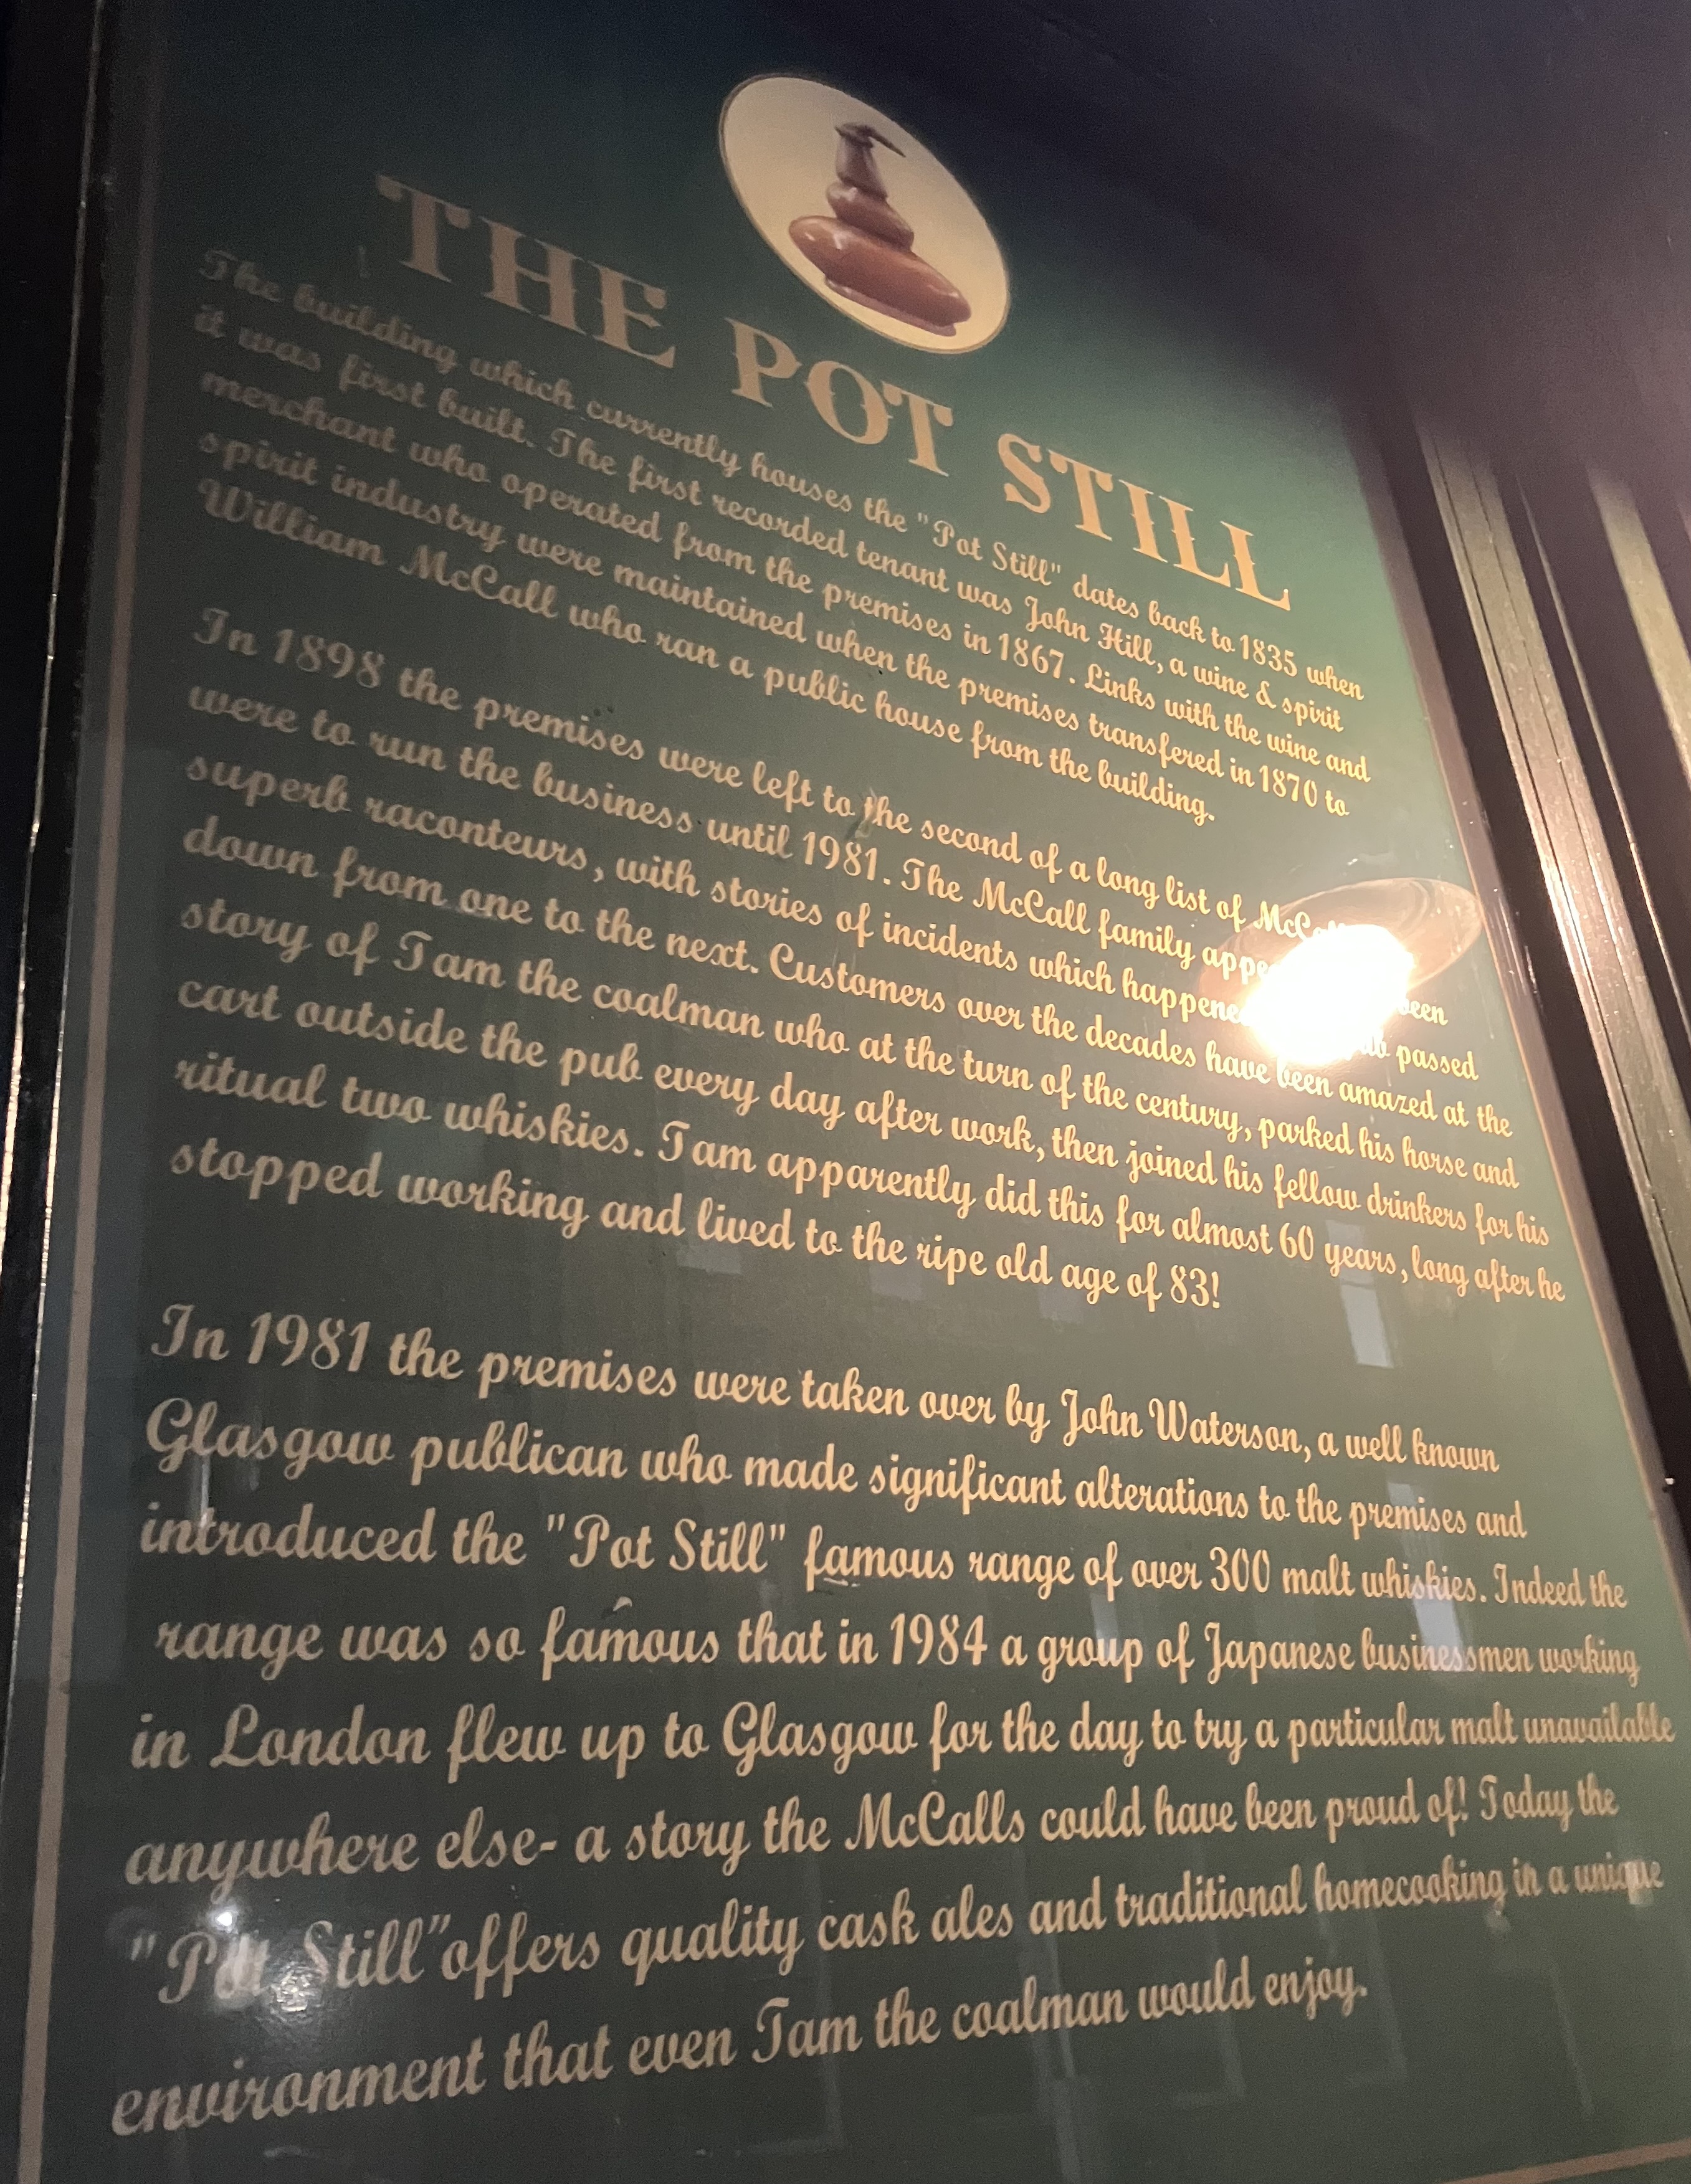 THE POT STILL
The building which currently houses the "Pot Still" dates back to 1835 when
it was first built. The first recorded tenant was John Hill, a wine & spirit
merchant who operated from the premises in 1867. Links with the wine and
spirit industry were maintained when the premises transfered in 1870 to
William McCall who ran a public house from the building.
In 1898 the premises were left to the second of a long list of
were to run the business until 1981. The McCall family been
superb raconteurs, with stories of incidents which passed
down from one to the next. Customers over the decades have been amazed at the
story of Tam the coalman who at the turn of the century, parked his horse and
cart outside the pub every day after work, then joined his fellow drinkers for his
ritual two whiskies. Tam apparently did this for almost 60 years, long after he
stopped working and lived to the ripe old age of 83!
In 1981 the premises were taken over by John Waterson, a well known
Glasgow publican who made significant alterations to the premises and
introduced the "Pot Still" famous range of over 300 malt whiskies. Indeed the
range was so famous that in 1984 a group of Japanese businessmen working
in London flew up to Glasgow for the day to try a particular malt unavailable
anywhere else- a story the McCalls could have been proud of! Today the
"Pot Still" offers quality cask ales and traditional homecooking in a unique
environment that even Tam the coalman would enjoy.